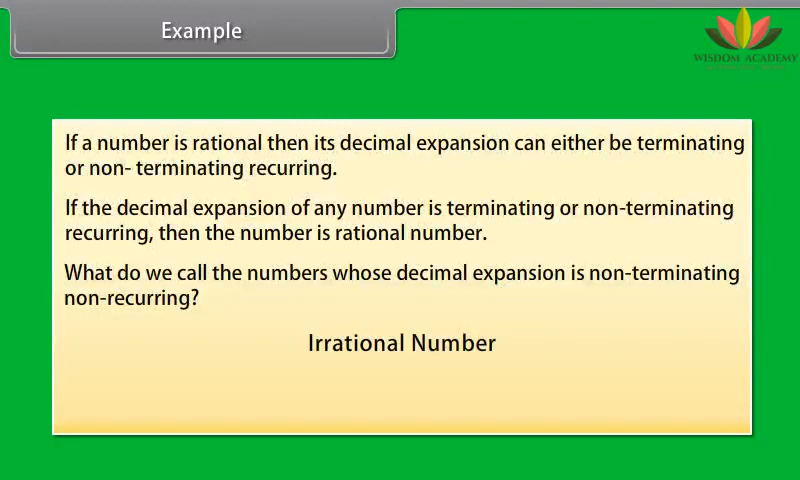 Example
WISDOM ACADEMY
If a number is rational then its decimal expansion can either be terminating
or non- terminating recurring.
If the decimal expansion of any number is terminating or non-terminating
recurring, then the number is rational number.
What do we call the numbers whose decimal expansion is non-terminating
non-recurring?
Irrational Number